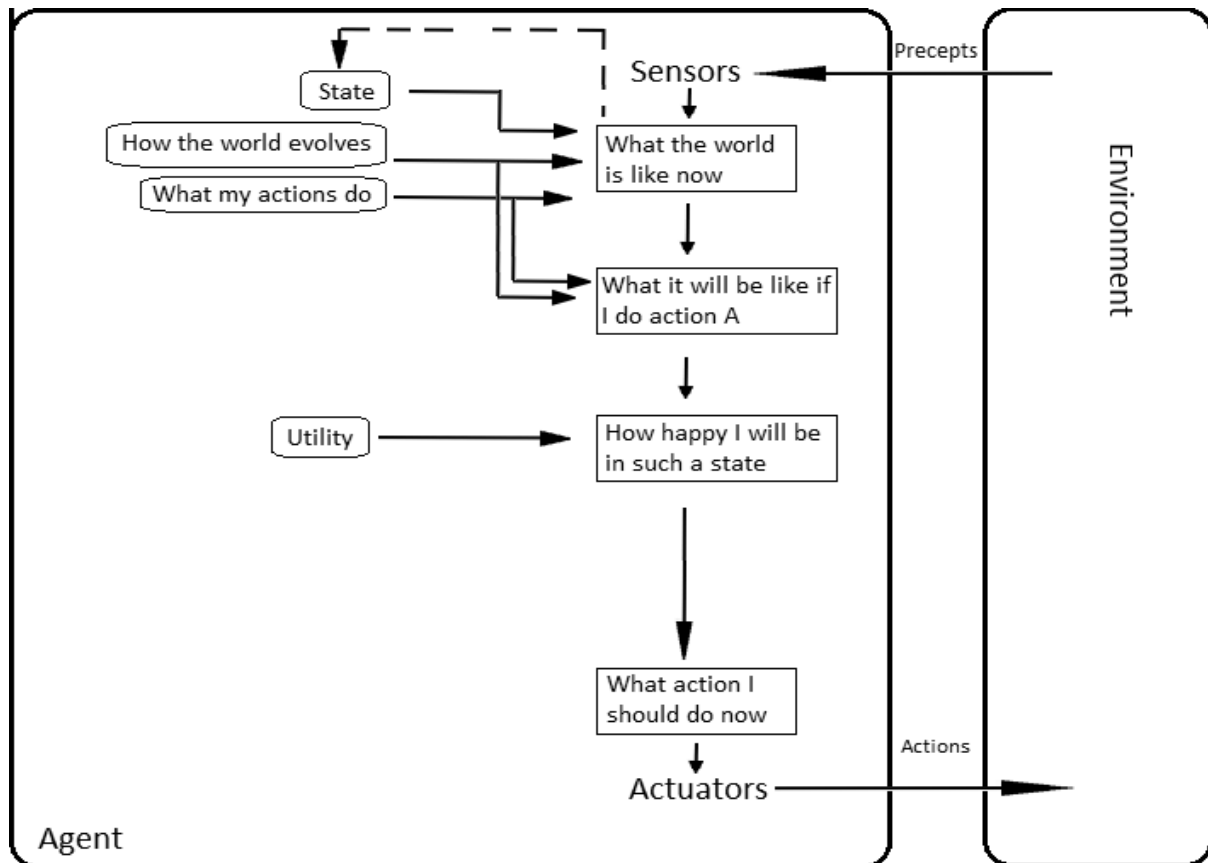 Precepts
Sensors
State
How the world evolves
What the world
is like now
What my actions do
Environment
What it will be like if
I do action A
Utility
How happy I will be
in such a state
What action I
should do now
Actions
Actuators
Agent